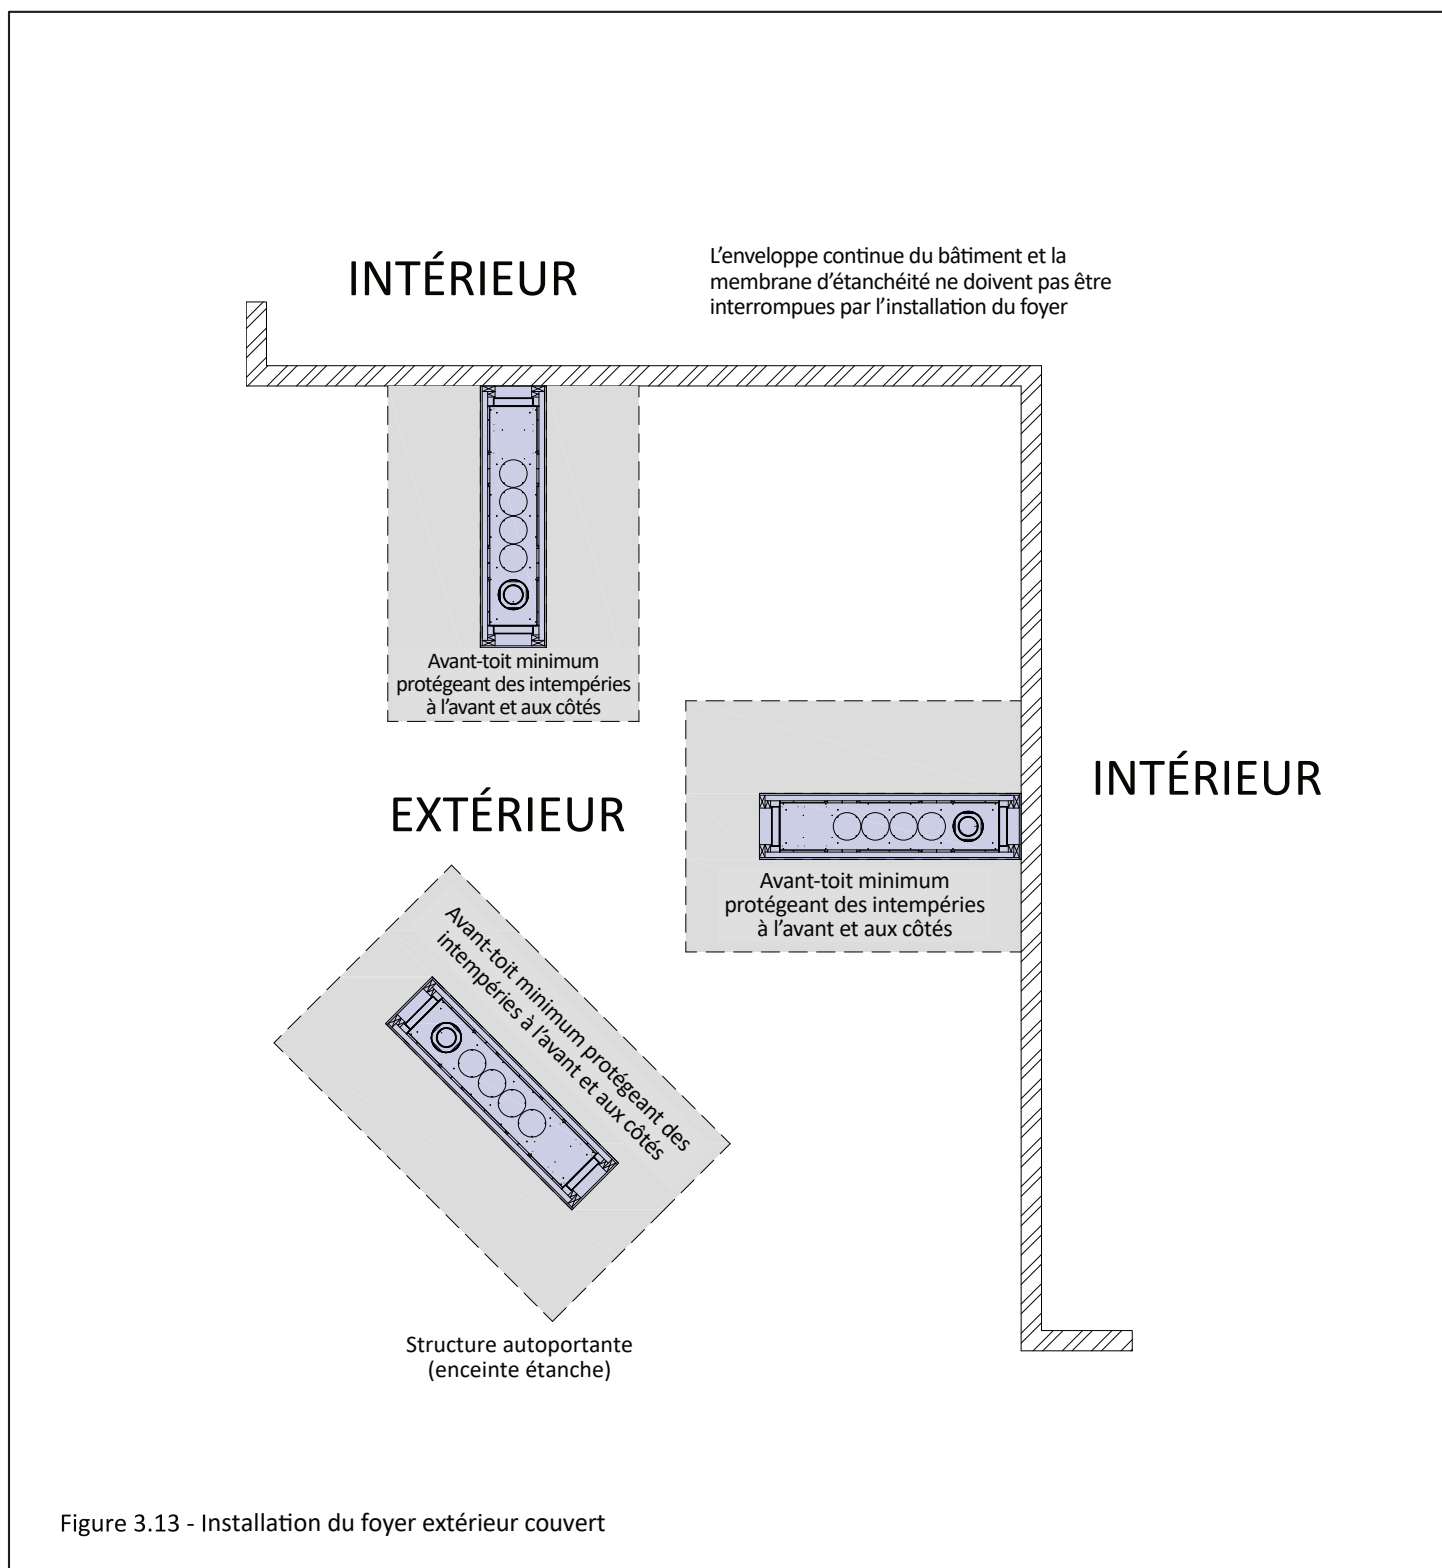 INTÉRIEUR
L'enveloppe continue du bâtiment et la
membrane d'étanchéité ne doivent pas être
interrompues par l'installation du foyer
Avant-toit minimum
protégeant des intempéries
à l'avant et aux côtés
EXTÉRIEUR
INTÉRIEUR
Avant-toit minimum
protégeant des intempéries
à l'avant et aux côtés
Avant-toit minimum protégeant des
intempéries à l'avant et aux côtés
Structure autoportante
(enceinte étanche)
Figure 3.13 - Installation du foyer extérieur couvert